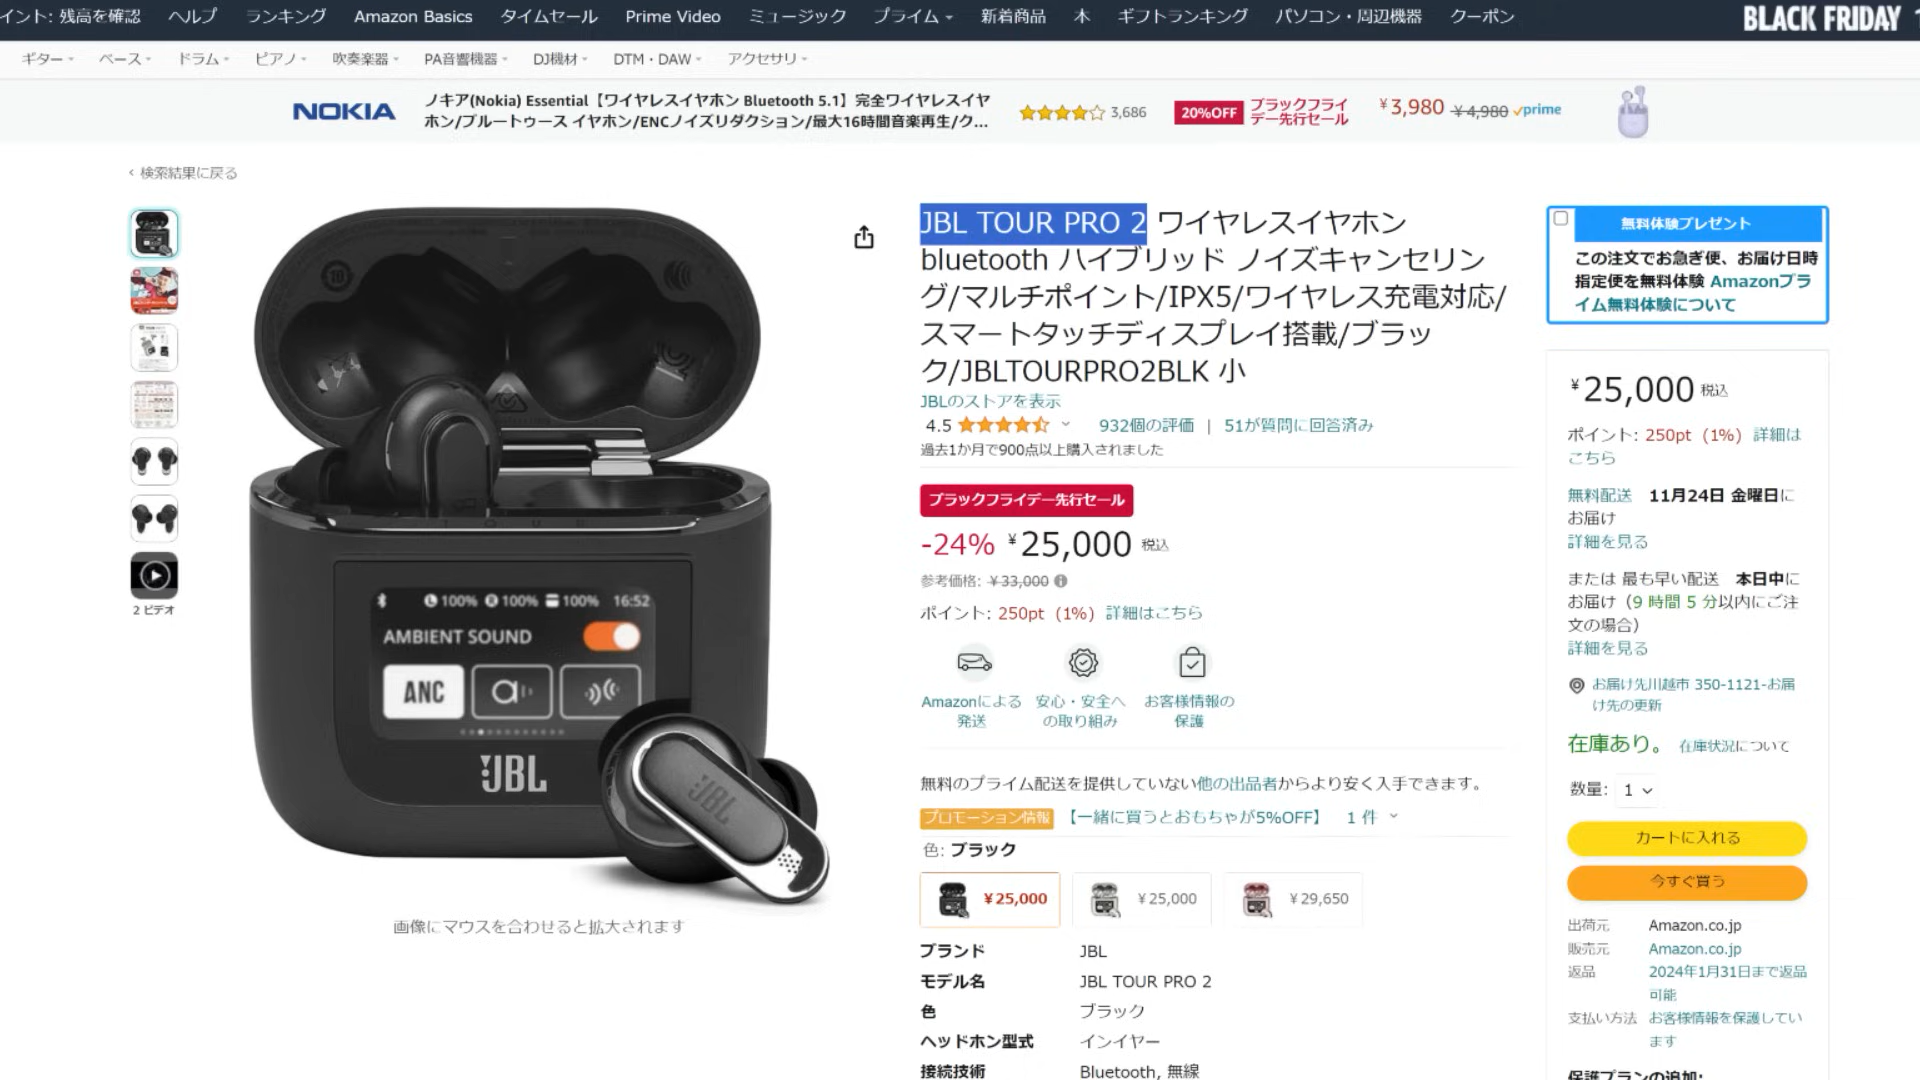 イント: 残高を確認 ヘルプ ランキング Amazon Basics タイムセール Prime Video ミュージック プライム 新着商品 本 ギフトランキング パソコン・周辺機器 クーポン BLACK FRIDAY
ギター ベース ドラム ピアノ 吹奏楽器 PA音響機器 DJ機材 DTM・DAW アクセサリ
NOKIA
ノキア(Nokia) Essential【ワイヤレスイヤホン Bluetooth 5.1】完全ワイヤレスイヤ
ホン/ブルートゥース イヤホン/ENCノイズリダクション/最大16時間音楽再生/ク...
3,686
20%OFF
ブラックフライ
デー先行セール
¥3,980 ¥4,980 prime
‹ 検索結果に戻る
2 ビデオ
100% 100% 100% 16:52
AMBIENT SOUND
ANC
JBL
JBL
画像にマウスを合わせると拡大されます
JBL TOUR PRO 2 ワイヤレスイヤホン
bluetooth ハイブリッド ノイズキャンセリン
グ/マルチポイント/IPX5/ワイヤレス充電対応/
スマートタッチディスプレイ搭載/ブラッ
ク/JBLTOURPRO2BLK 小
JBLのストアを表示
4.5 932個の評価 | 51が質問に回答済み
過去1か月で900点以上購入されました
ブラックフライデー先行セール
-24% ¥25,000 税込
参考価格: ¥33,000
ポイント: 250pt (1%) 詳細はこちら
Amazonによる
発送
安心・安全へ
の取り組み
お客様情報の
保護
無料のプライム配送を提供していない他の出品者からより安く入手できます。
プロモーション情報 【一緒に買うとおもちゃが5%OFF】 1 件
色: ブラック
¥25,000 ¥25,000 ¥29,650
ブランド JBL
モデル名 JBL TOUR PRO 2
色 ブラック
ヘッドホン型式 インイヤー
接続技術 Bluetooth, 無線
無料体験プレゼント
この注文でお急ぎ便、お届け日時
指定便を無料体験 Amazonプラ
イム無料体験について
¥25,000 税込
ポイント: 250pt (1%) 詳細は
こちら
無料配送 11月24日 金曜日に
お届け
詳細を見る
または 最も早い配送 本日中に
お届け（9 時間 5 分以内にご注
文の場合）
詳細を見る
お届け先川越市 350-1121-お届
け先の更新
在庫あり。 在庫状況について
数量: 1
カートに入れる
今すぐ買う
出荷元 Amazon.co.jp
販売元 Amazon.co.jp
返品 2024年1月31日まで返品
可能
支払い方法 お客様情報を保護してい
ます
保護プランの追加: